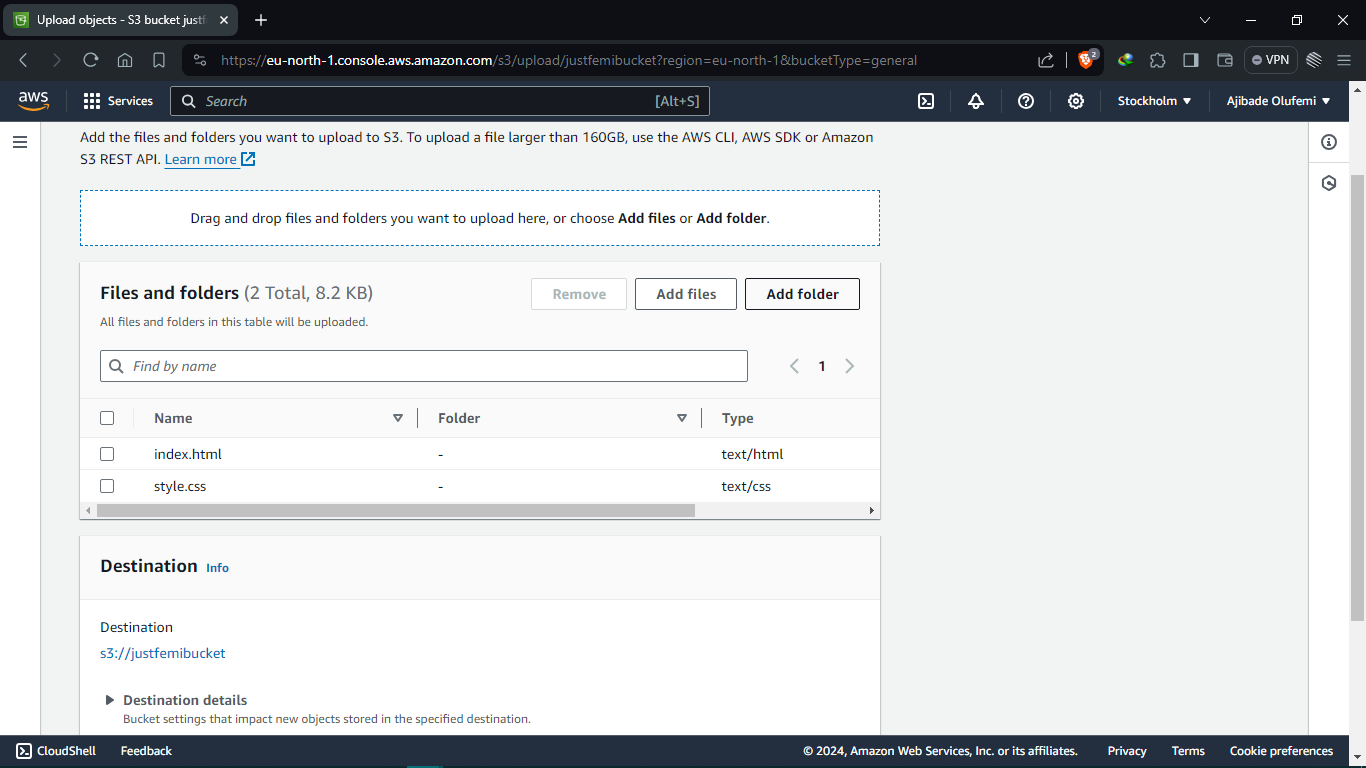 Upload objects - S3 bucket justf
https://eu-north-1.console.aws.amazon.com/s3/upload/justfemibucket?region=eu-north-1&bucketType=general
2
VPN
aws
Services
Search
[Alt+S]
Stockholm
Ajibade Olufemi
Add the files and folders you want to upload to S3. To upload a file larger than 160GB, use the AWS CLI, AWS SDK or Amazon
S3 REST API. Learn more
Drag and drop files and folders you want to upload here, or choose Add files or Add folder.
Files and folders (2 Total, 8.2 KB)
Remove
Add files
Add folder
All files and folders in this table will be uploaded.
Find by name
1
Name Folder Type
index.html - text/html
style.css - text/css
Destination Info
Destination
s3://justfemibucket
Destination details
Bucket settings that impact new objects stored in the specified destination.
CloudShell
Feedback
© 2024, Amazon Web Services, Inc. or its affiliates.
Privacy
Terms
Cookie preferences